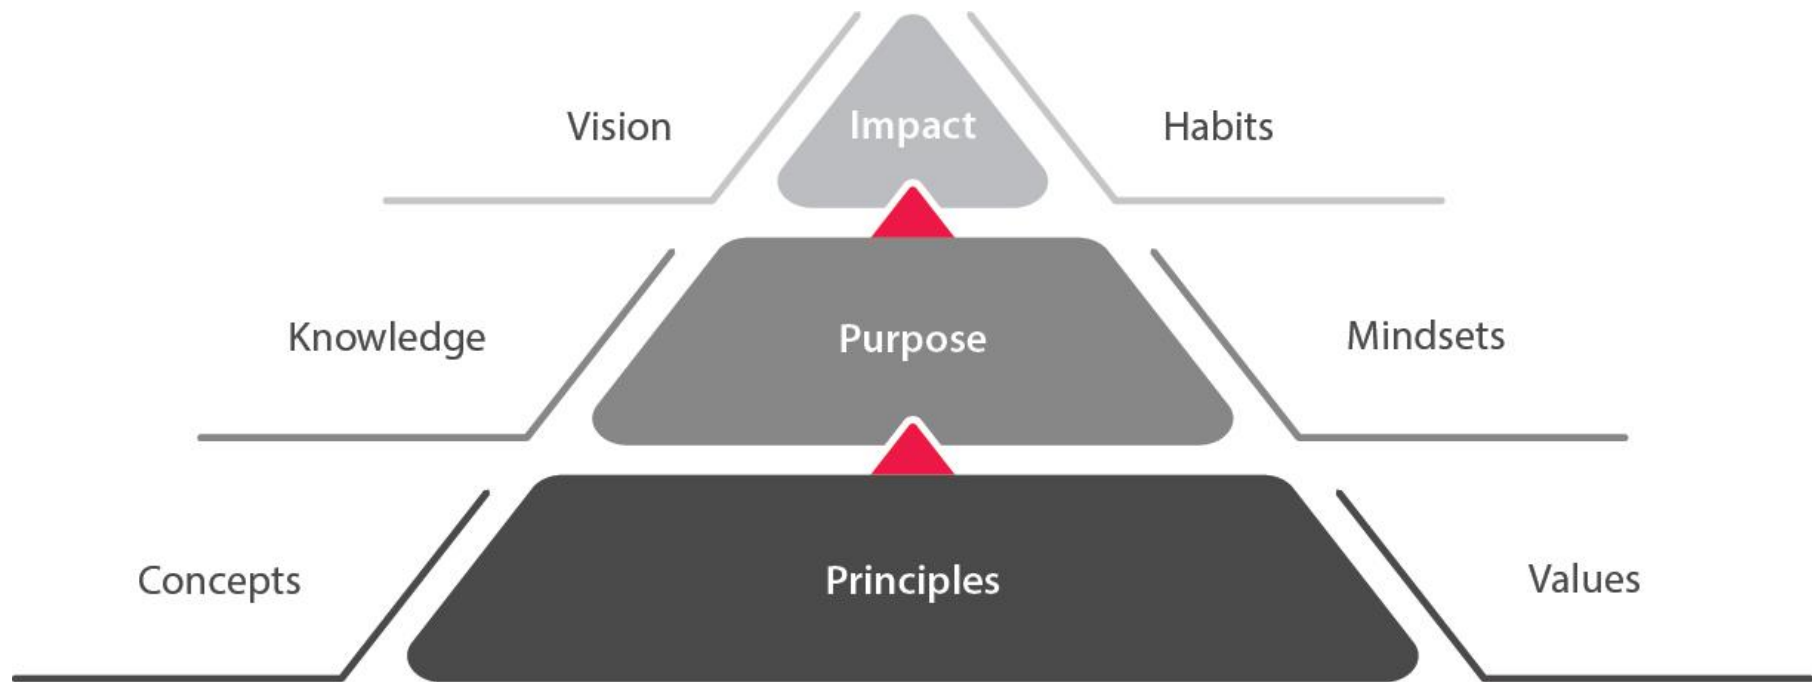 Vision
Impact
Habits
Knowledge
Purpose
Mindsets
Concepts
Principles
Values